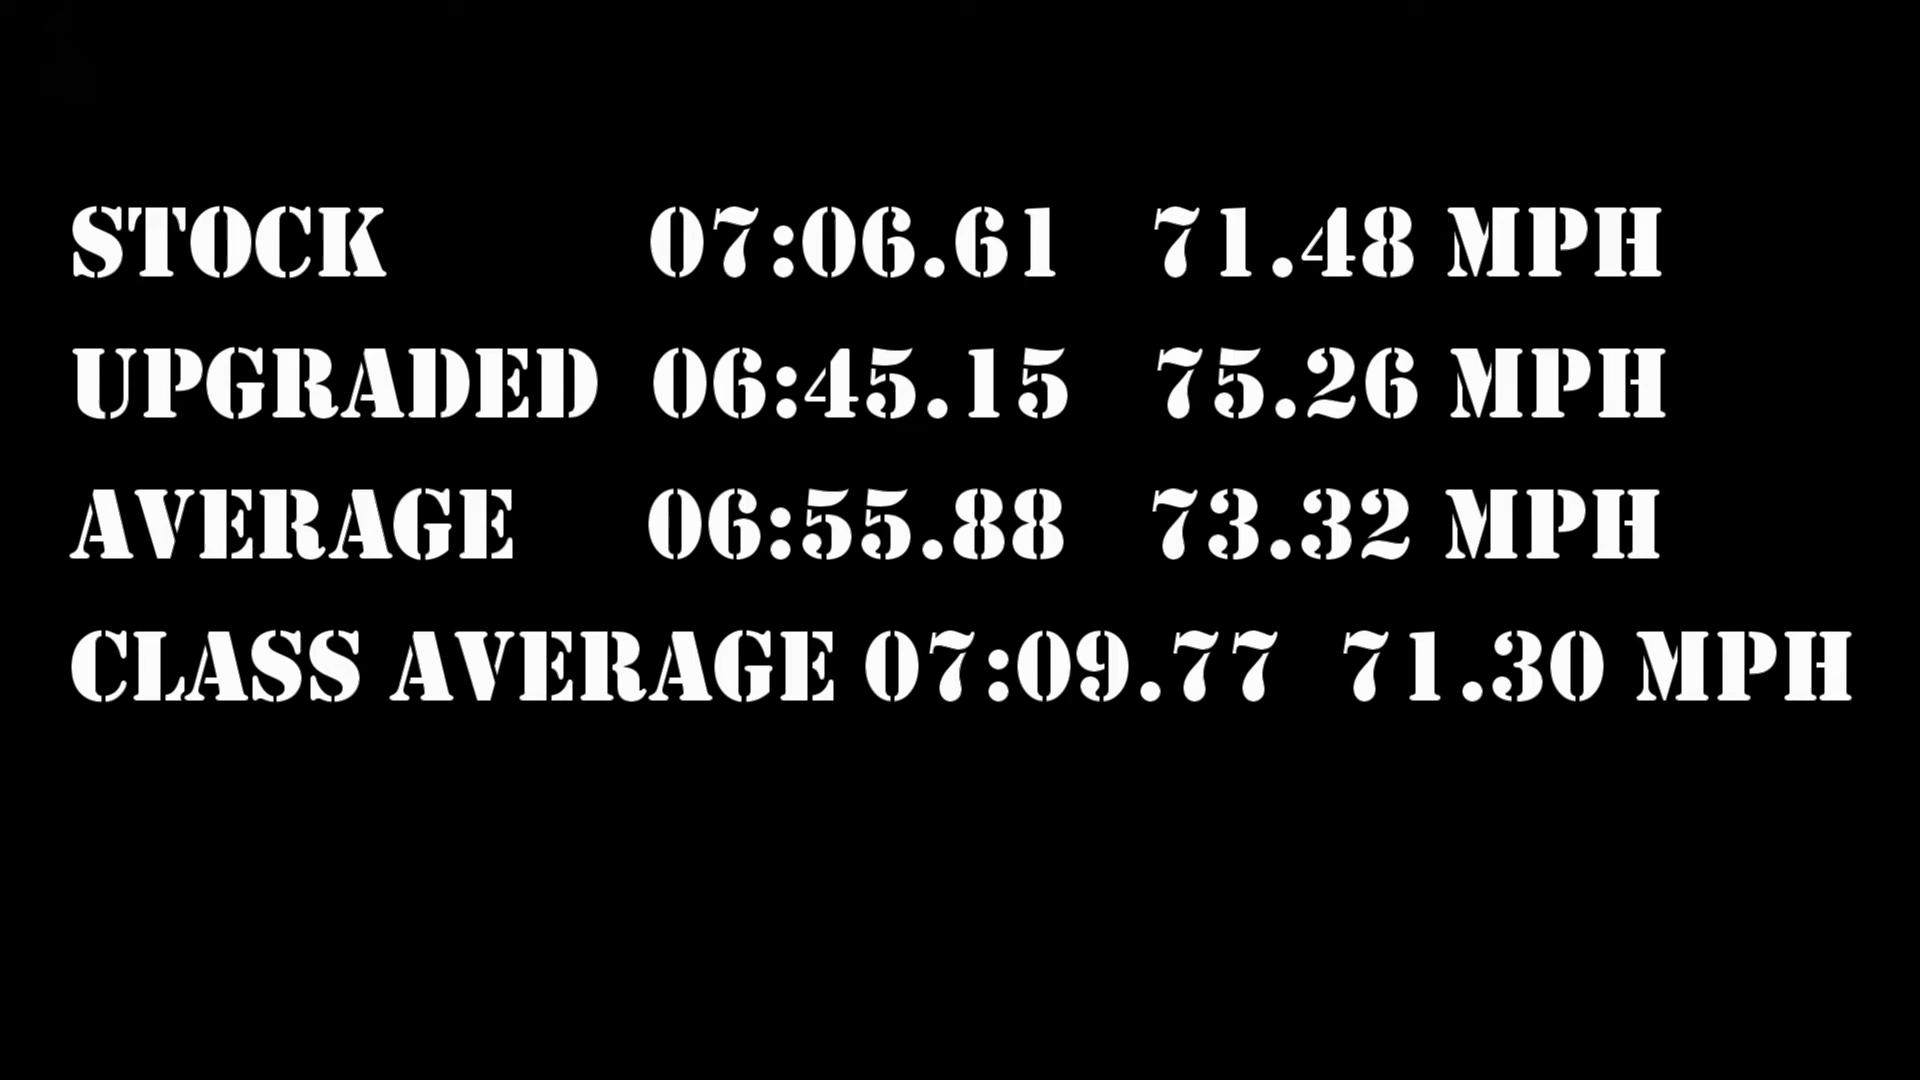 STOCK 07:06.61 71.48 MPH
UPGRADED 06:45.15 75.26 MPH
AVERAGE 06:55.88 73.32 MPH
CLASS AVERAGE 07:09.77 71.30 MPH